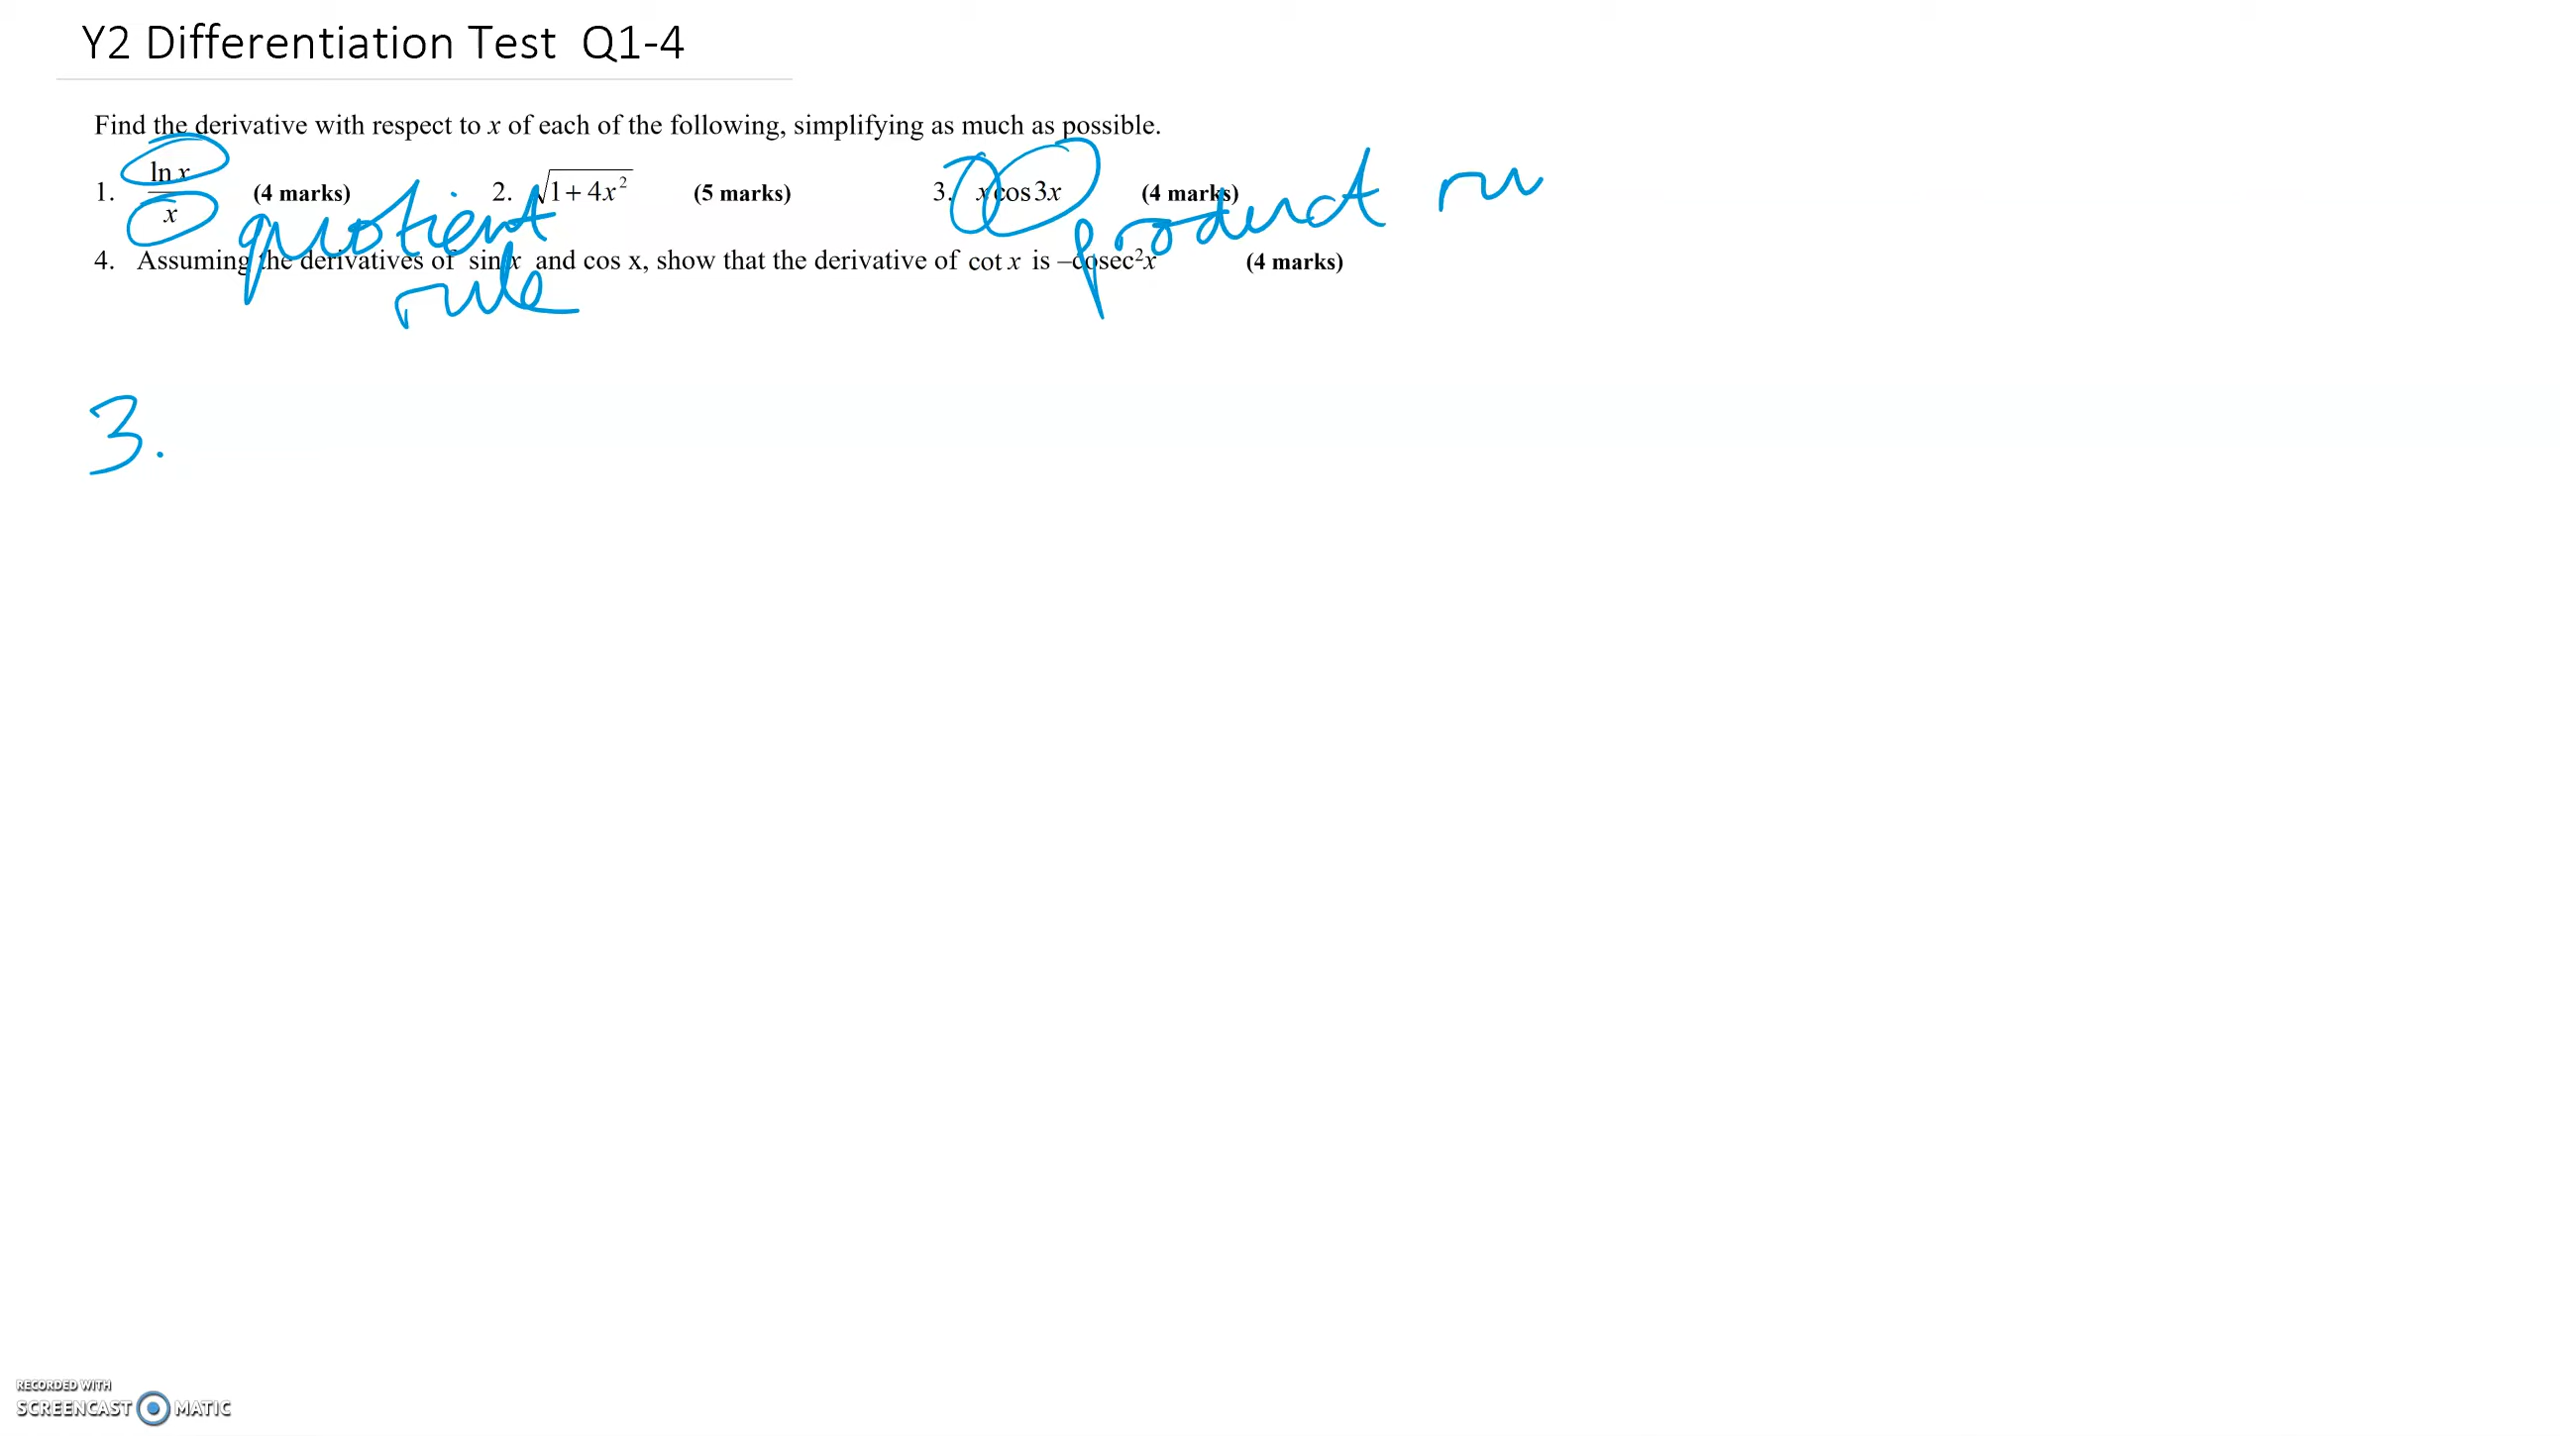 Y2 Differentiation Test Q1-4
Find the derivative with respect to x of each of the following, simplifying as much as possible.
1. ln x / x (4 marks) 2. √(1 + 4x²) (5 marks) 3. x cos 3x (4 marks)
quotient product ru
4. Assuming the derivatives of sin x and cos x, show that the derivative of cot x is –cosec²x (4 marks)
rule
3.
RECORDED WITH
SCREENCAST MATIC